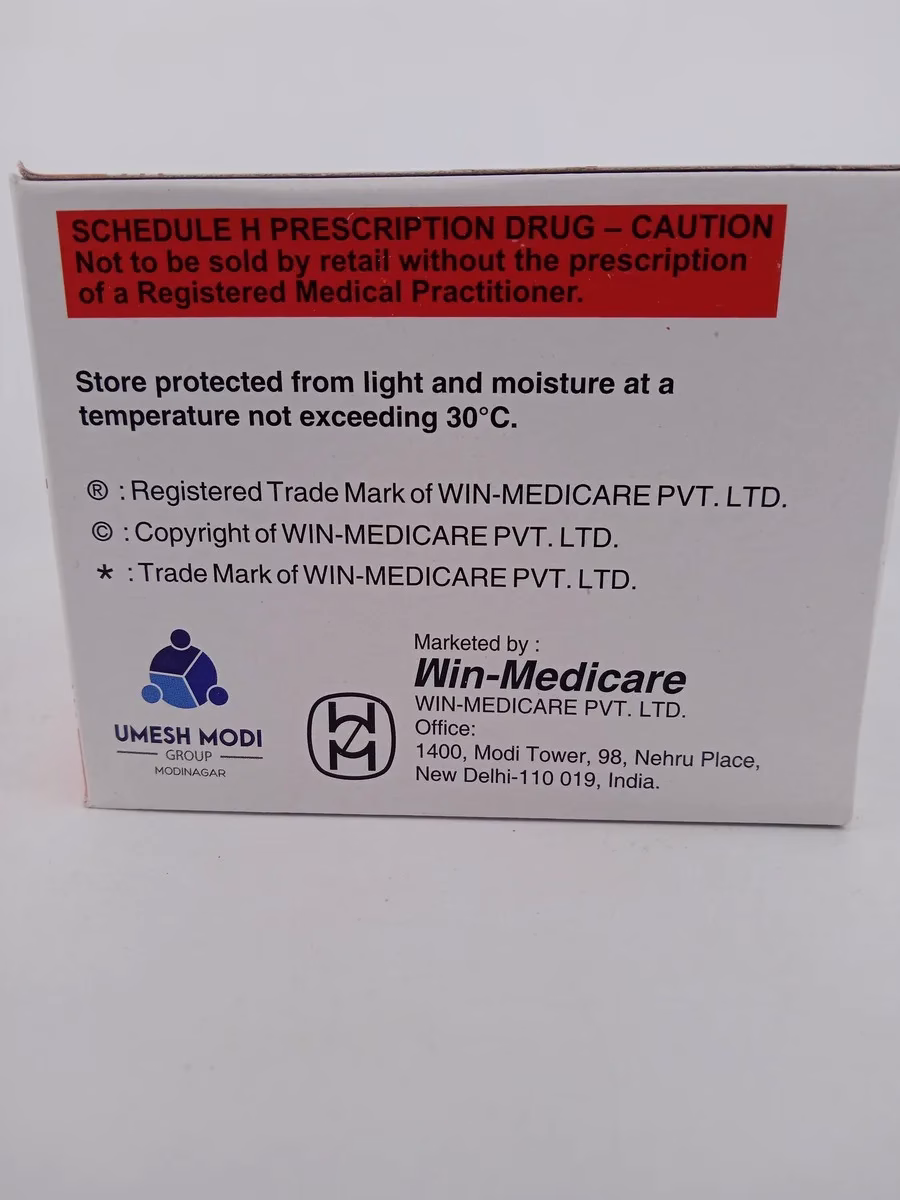 SCHEDULE H PRESCRIPTION DRUG – CAUTION
Not to be sold by retail without the prescription
of a Registered Medical Practitioner.
Store protected from light and moisture at a
temperature not exceeding 30°C.
® : Registered Trade Mark of WIN-MEDICARE PVT. LTD.
© : Copyright of WIN-MEDICARE PVT. LTD.
* : Trade Mark of WIN-MEDICARE PVT. LTD.
UMESH MODI
GROUP
MODINAGAR
Marketed by :
Win-Medicare
WIN-MEDICARE PVT. LTD.
Office:
1400, Modi Tower, 98, Nehru Place,
New Delhi-110 019, India.